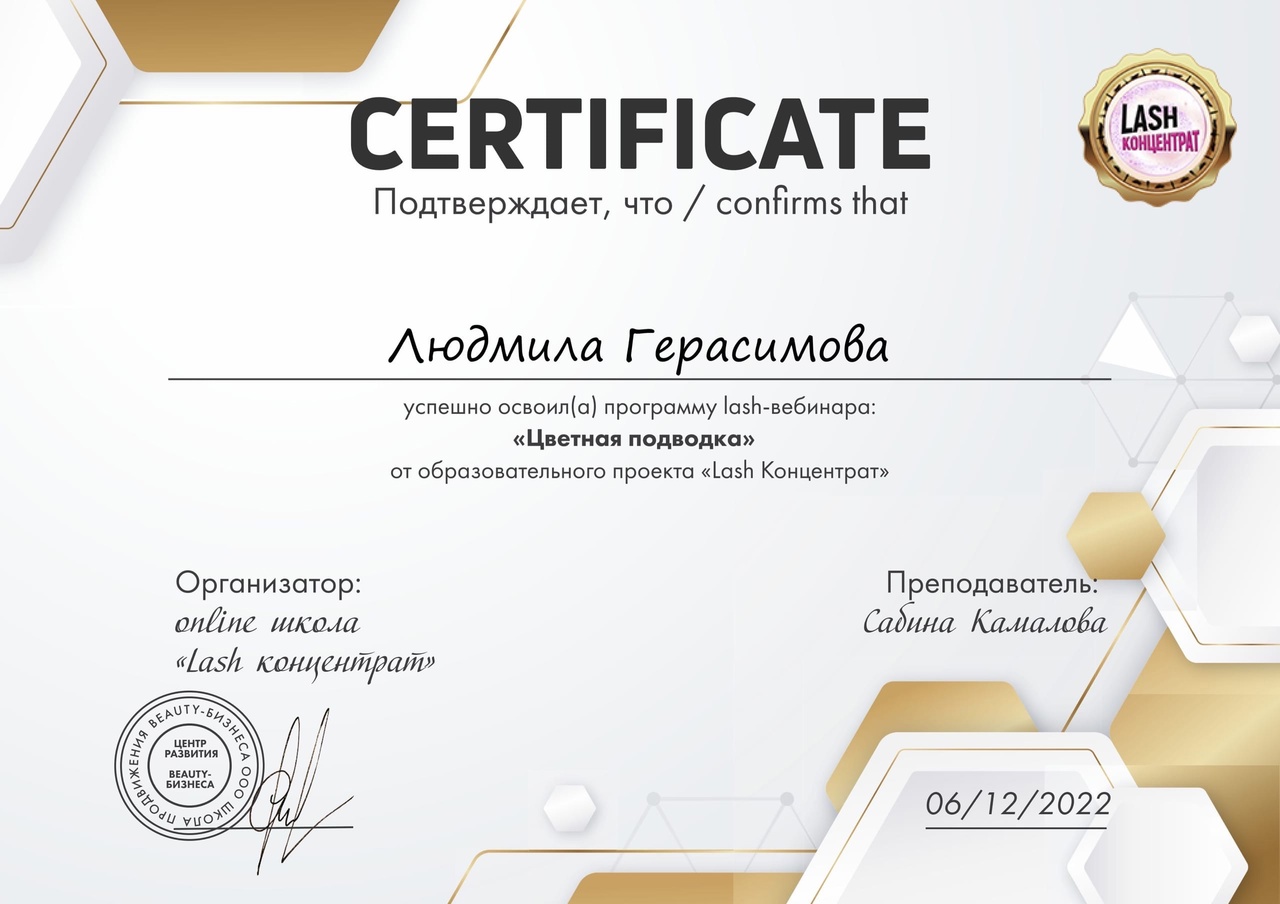 CERTIFICATE
Подтверждает, что / confirms that
LASH
КОНЦЕНТРАТ
Людмила Герасимова
успешно освоил(а) программу lash-вебинара:
«Цветная подводка»
от образовательного проекта «Lash Концентрат»
Организатор:
online школа
«Lash концентрат»
Преподаватель:
Сабина Камалова
ООО ШКОЛА ПРОДВИЖЕНИЯ BEAUTY-БИЗНЕСА
ЦЕНТР
РАЗВИТИЯ
BEAUTY-
БИЗНЕСА
06/12/2022